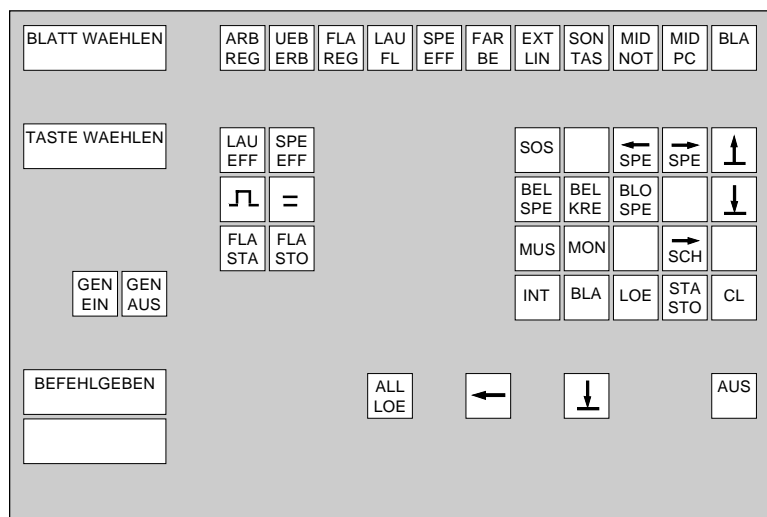 BLATT WAEHLEN
ARB UEB FLA LAU SPE FAR EXT SON MID MID BLA
REG ERB REG FL EFF BE LIN TAS NOT PC
TASTE WAEHLEN
LAU SPE
EFF EFF
SOS
SPE SPE
=
BEL BEL BLO
SPE KRE SPE
FLA FLA
STA STO
MUS MON
SCH
GEN GEN
EIN AUS
INT BLA LOE STA CL
STO
BEFEHLGEBEN
ALL
LOE
AUS